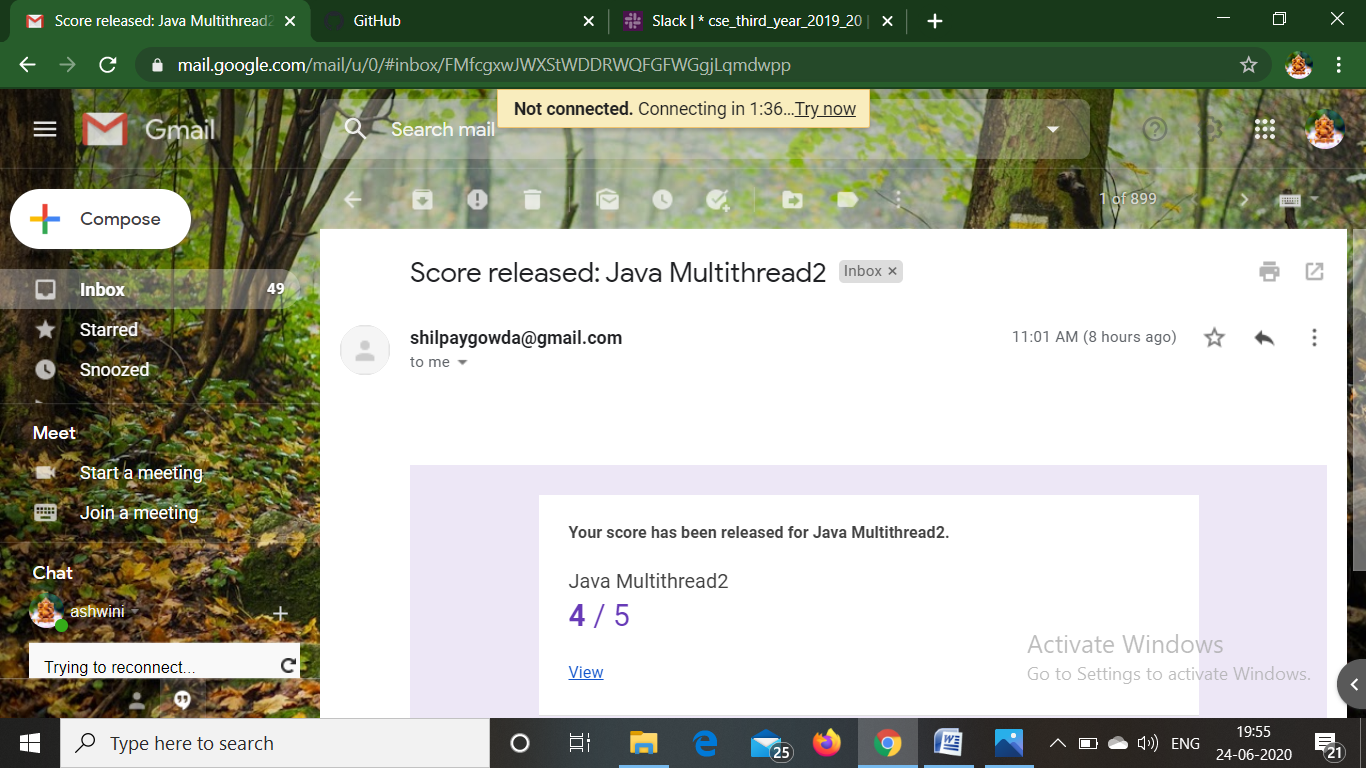 Score released: Java Multithread2
GitHub
Slack | * cse_third_year_2019_20 |
mail.google.com/mail/u/0/#inbox/FMfcgxwJWXStWDDRWQFGFWGgjLqmdwpp
Not connected. Connecting in 1:36... Try now
Gmail
Search mail
1 of 899
Compose
Inbox 49
Starred
Snoozed
Meet
Start a meeting
Join a meeting
Chat
ashwini
Trying to reconnect...
Score released: Java Multithread2 Inbox ×
shilpaygowda@gmail.com 11:01 AM (8 hours ago)
to me
Your score has been released for Java Multithread2.
Java Multithread2
4 / 5
View
Activate Windows
Go to Settings to activate Windows.
Type here to search
25
ENG
19:55
24-06-2020
21